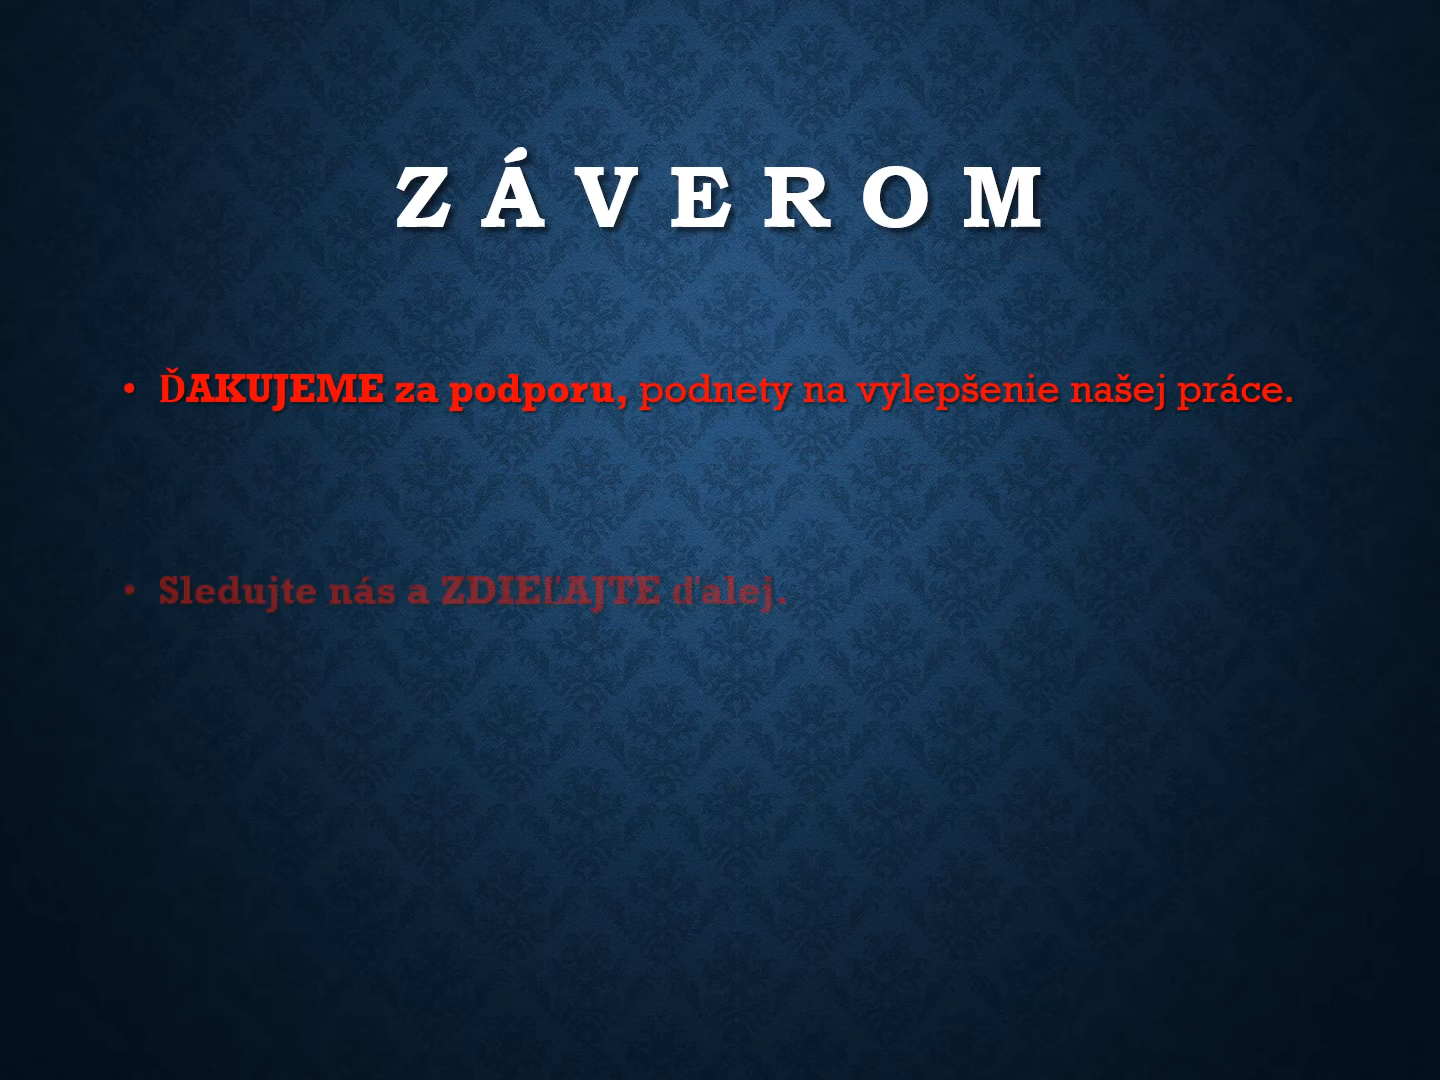 Z Á V E R O M
• ĎAKUJEME za podporu, podnety na vylepšenie našej práce.
• Sledujte nás a ZDIEĽAJTE ďalej.